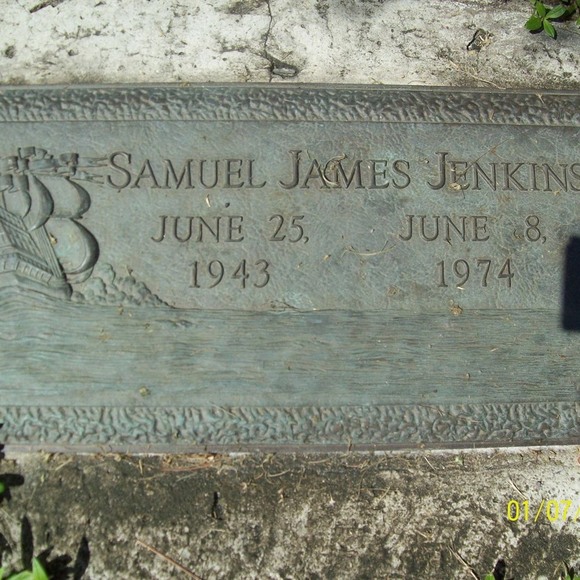 SAMUEL JAMES JENKINS
JUNE 25, JUNE 8,
1943 1974
01/07/